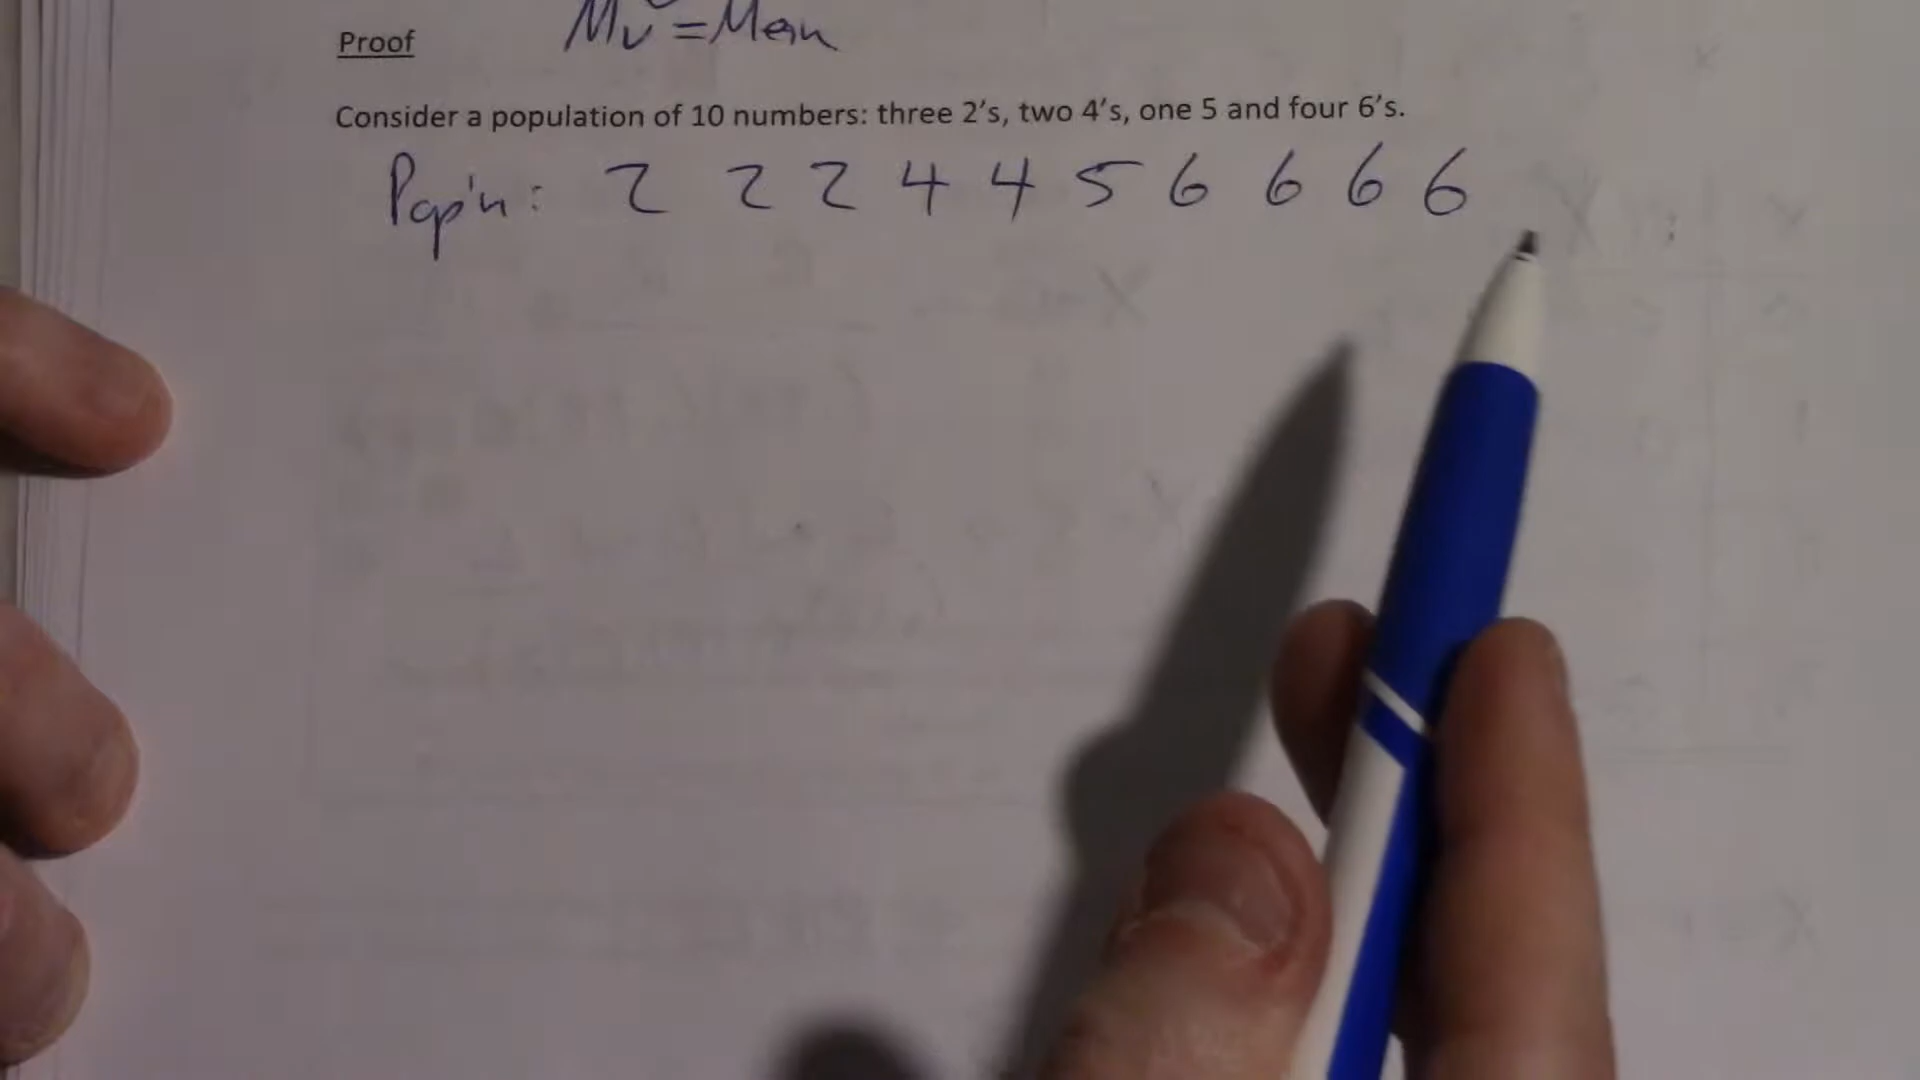 Proof Mv = Mean
Consider a population of 10 numbers: three 2's, two 4's, one 5 and four 6's.
Pop'n: 2 2 2 4 4 5 6 6 6 6